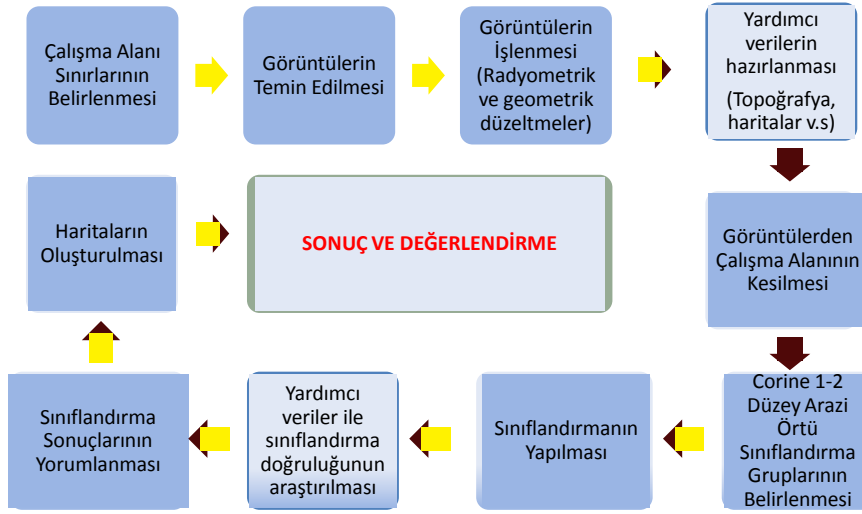 Çalışma Alanı
Sınırlarının
Belirlenmesi
Görüntülerin
Temin Edilmesi
Görüntülerin
İşlenmesi
(Radyometrik
ve geometrik
düzeltmeler)
Yardımcı
verilerin
hazırlanması
(Topoğrafya,
haritalar v.s)
Görüntülerden
Çalışma Alanının
Kesilmesi
Corine 1-2
Düzey Arazi
Örtü
Sınıflandırma
Gruplarının
Belirlenmesi
Sınıflandırmanın
Yapılması
Yardımcı
veriler ile
sınıflandırma
doğruluğunun
araştırılması
Sınıflandırma
Sonuçlarının
Yorumlanması
Haritaların
Oluşturulması
SONUÇ VE DEĞERLENDİRME